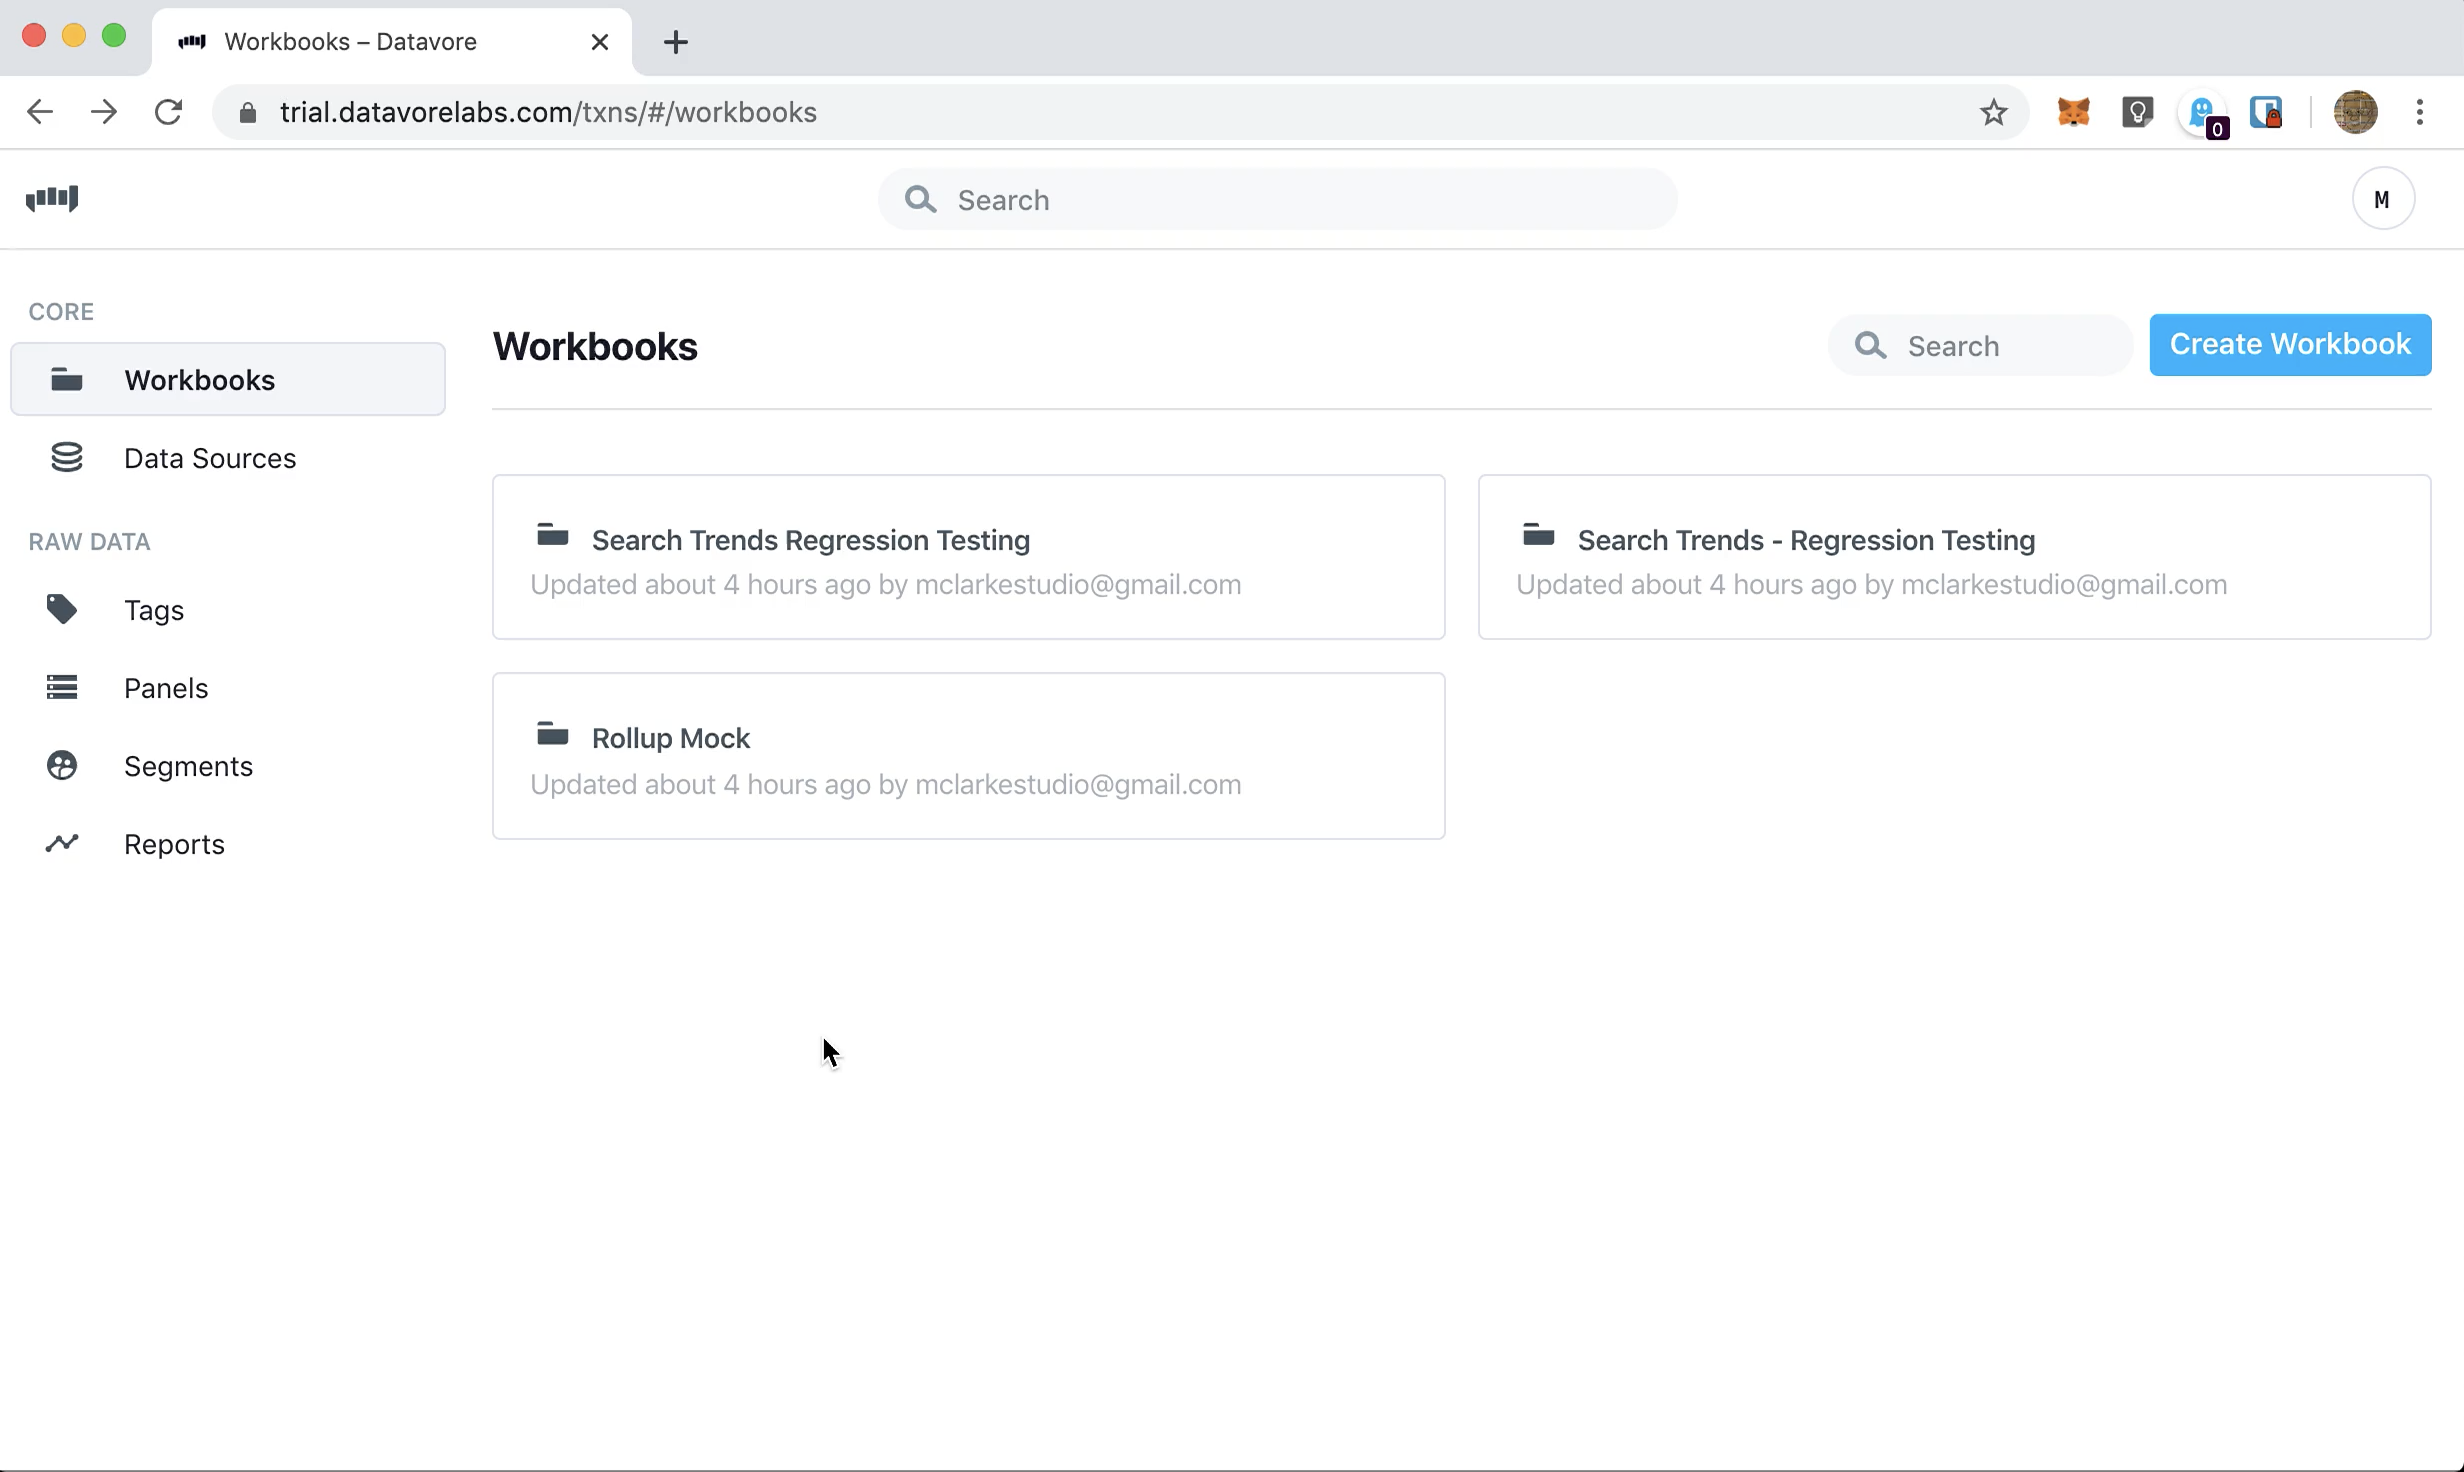 Workbooks – Datavore
trial.datavorelabs.com/txns/#/workbooks
0
Search
M
CORE
Workbooks
Data Sources
RAW DATA
Tags
Panels
Segments
Reports
Workbooks
Search
Create Workbook
Search Trends Regression Testing
Updated about 4 hours ago by mclarkestudio@gmail.com
Search Trends - Regression Testing
Updated about 4 hours ago by mclarkestudio@gmail.com
Rollup Mock
Updated about 4 hours ago by mclarkestudio@gmail.com